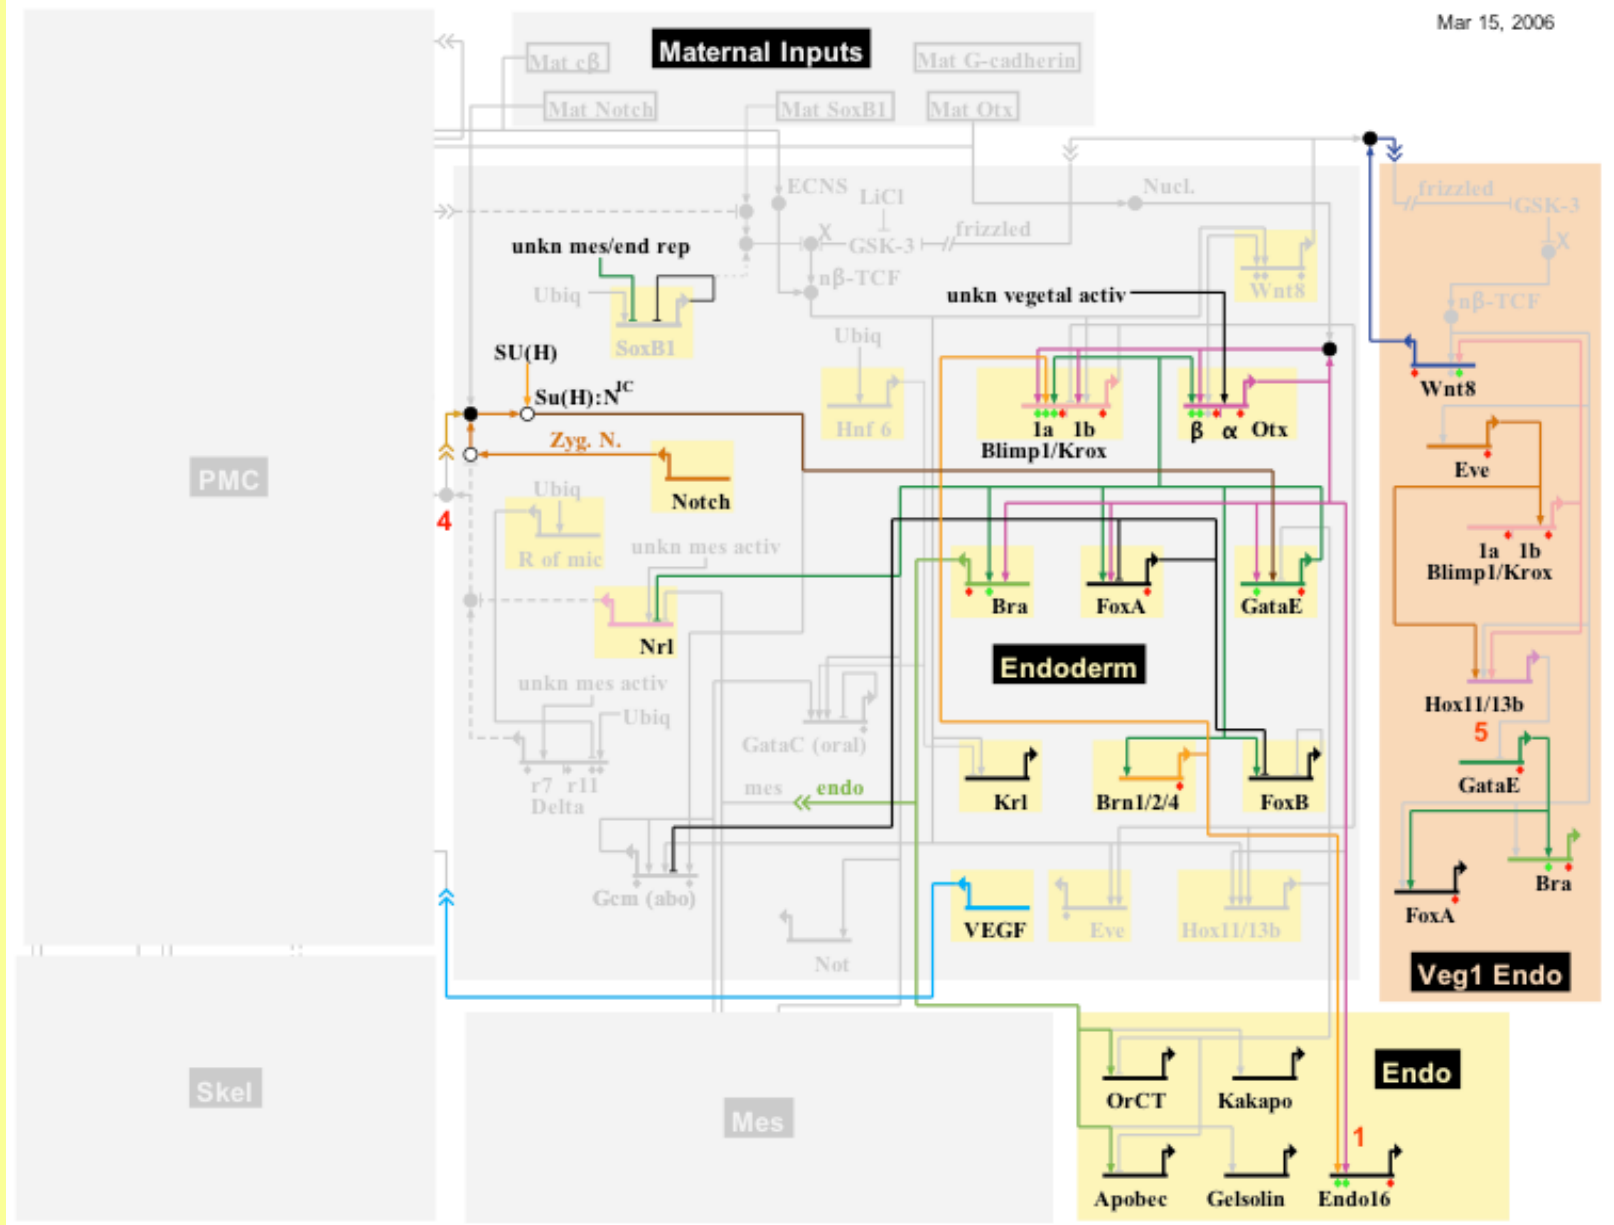 Mar 15, 2006
Maternal Inputs
Mat cβ
Mat G-cadherin
Mat Notch
Mat SoxB1
Mat Otx
ECNS
LiCl
Nucl.
frizzled
GSK-3
X
unkn mes/end rep
X
GSK-3
frizzled
nβ-TCF
Ubiq
unkn vegetal activ
Wnt8
nβ-TCF
SoxB1
Ubiq
SU(H)
Wnt8
Su(H):N
IC
Hnf 6
1a
1b
β
α
Otx
Zyg. N.
Blimp1/Krox
Eve
PMC
Notch
Ubiq
4
R of mic
unkn mes activ
1a
1b
Blimp1/Krox
Bra
FoxA
GataE
Nrl
Endoderm
unkn mes activ
Ubiq
Hox11/13b
GataC (oral)
5
r7
r11
mes
endo
GataE
Delta
Krl
Brn1/2/4
FoxB
Gcm (abo)
Bra
FoxA
VEGF
Eve
Hox11/13b
Not
Veg1 Endo
Skel
Endo
OrCT
Kakapo
Mes
1
Apobec
Gelsolin
Endo16